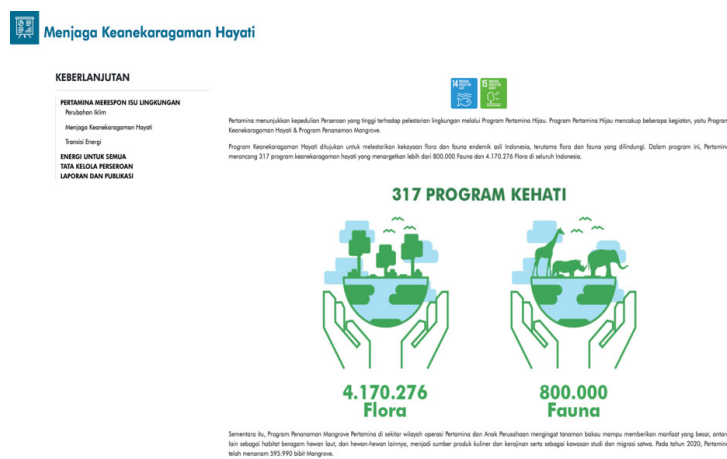 Menjaga Keanekaragaman Hayati
KEBERLANJUTAN
PERTAMINA MERESPON ISU LINGKUNGAN
Perubahan Iklim
Menjaga Keanekaragaman Hayati
Transisi Energi
ENERGI UNTUK SEMUA
TATA KELOLA PERSEROAN
LAPORAN DAN PUBLIKASI
14
15
Pertamina menunjukkan kepedulian Perseroan yang tinggi terhadap pelestarian lingkungan melalui Program Pertamina Hijau. Program Pertamina Hijau mencakup beberapa kegiatan, yaitu Program
Keanekaragaman Hayati & Program Penanaman Mangrove.
Program Keanekaragaman Hayati ditujukan untuk melestarikan kekayaan flora dan fauna endemik asli Indonesia, terutama flora dan fauna yang dilindungi. Dalam program ini, Pertamina
merancang 317 program keanekaragaman hayati yang menargetkan lebih dari 800.000 Fauna dan 4.170.276 Flora di seluruh Indonesia.
317 PROGRAM KEHATI
4.170.276
Flora
800.000
Fauna
Sementara itu, Program Penanaman Mangrove Pertamina di sekitar wilayah operasi Pertamina dan Anak Perusahaan mengingat tanaman bakau mampu memberikan manfaat yang besar, antara
lain sebagai habitat beragam hewan laut, dan hewan-hewan lainnya, menjadi sumber produk kuliner dan kerajinan serta sebagai kawasan studi dan migrasi satwa. Pada tahun 2020, Pertamina
telah menanam 595.990 bibit Mangrove.